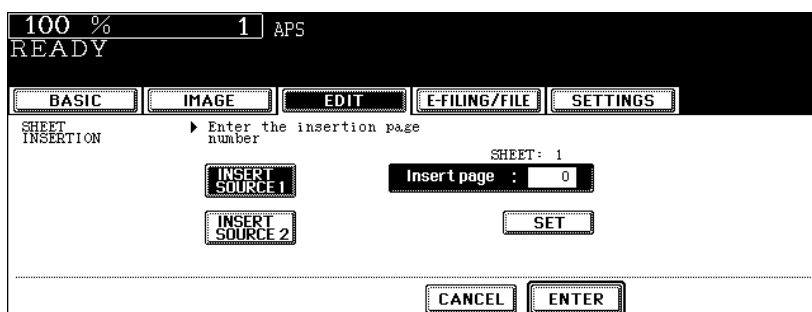 100 % 1 APS
READY
BASIC IMAGE EDIT E-FILING/FILE SETTINGS
SHEET INSERTION
Enter the insertion page number
SHEET: 1
INSERT SOURCE 1
Insert page : 0
INSERT SOURCE 2
SET
CANCEL ENTER